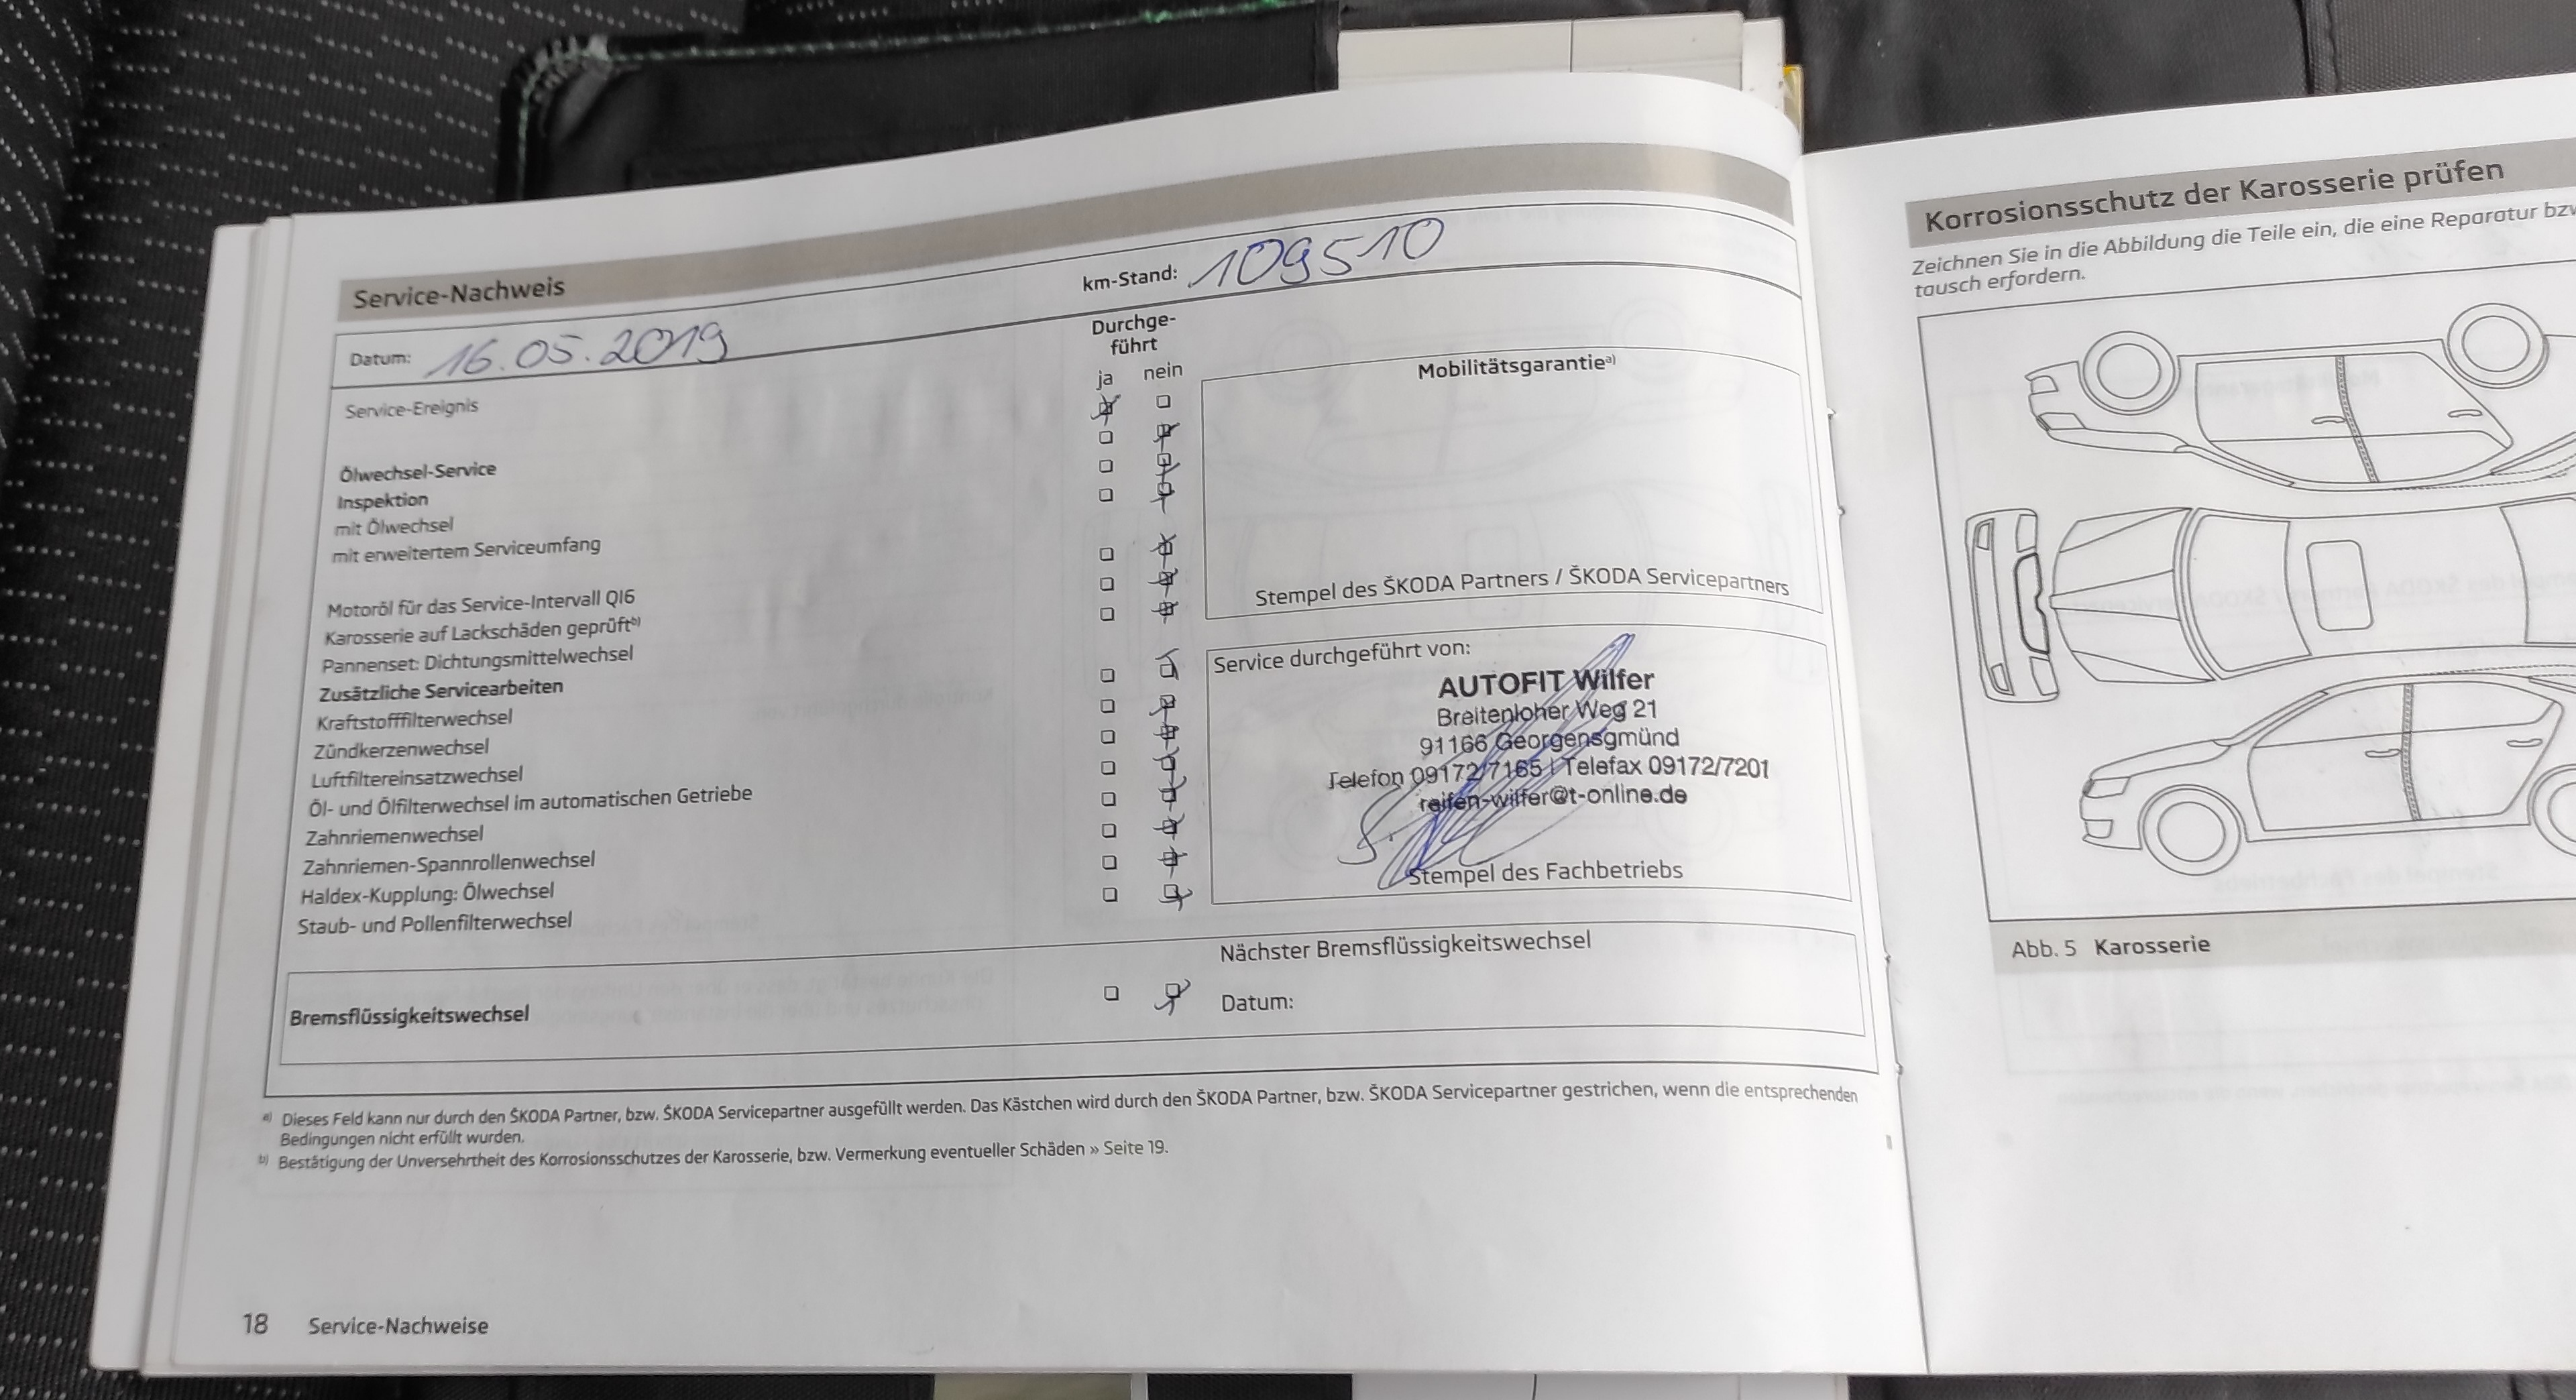 Service-Nachweis
Datum: 16.05.2019
km-Stand: 109510
Service-Ereignis
Durchge-
führt
ja nein
Ölwechsel-Service
Inspektion
mit Ölwechsel
mit erweitertem Serviceumfang
Motoröl für das Service-Intervall QI6
Karosserie auf Lackschäden geprüftb)
Pannenset: Dichtungsmittelwechsel
Zusätzliche Servicearbeiten
Kraftstofffilterwechsel
Zündkerzenwechsel
Luftfiltereinsatzwechsel
Öl- und Ölfilterwechsel im automatischen Getriebe
Zahnriemenwechsel
Zahnriemen-Spannrollenwechsel
Haldex-Kupplung: Ölwechsel
Staub- und Pollenfilterwechsel
Mobilitätsgarantiea)
Stempel des ŠKODA Partners / ŠKODA Servicepartners
Service durchgeführt von:
AUTOFIT Wilfer
Breitenloher Weg 21
91166 Georgensgmünd
Telefon 09172/7165 | Telefax 09172/7201
reifen-wilfer@t-online.de
Stempel des Fachbetriebs
Bremsflüssigkeitswechsel
Nächster Bremsflüssigkeitswechsel
Datum:
a) Dieses Feld kann nur durch den ŠKODA Partner, bzw. ŠKODA Servicepartner ausgefüllt werden. Das Kästchen wird durch den ŠKODA Partner, bzw. ŠKODA Servicepartner gestrichen, wenn die entsprechenden
Bedingungen nicht erfüllt wurden.
b) Bestätigung der Unversehrtheit des Korrosionsschutzes der Karosserie, bzw. Vermerkung eventueller Schäden » Seite 19.
18 Service-Nachweise
Korrosionsschutz der Karosserie prüfen
Zeichnen Sie in die Abbildung die Teile ein, die eine Reparatur bzw
tausch erfordern.
Abb. 5 Karosserie